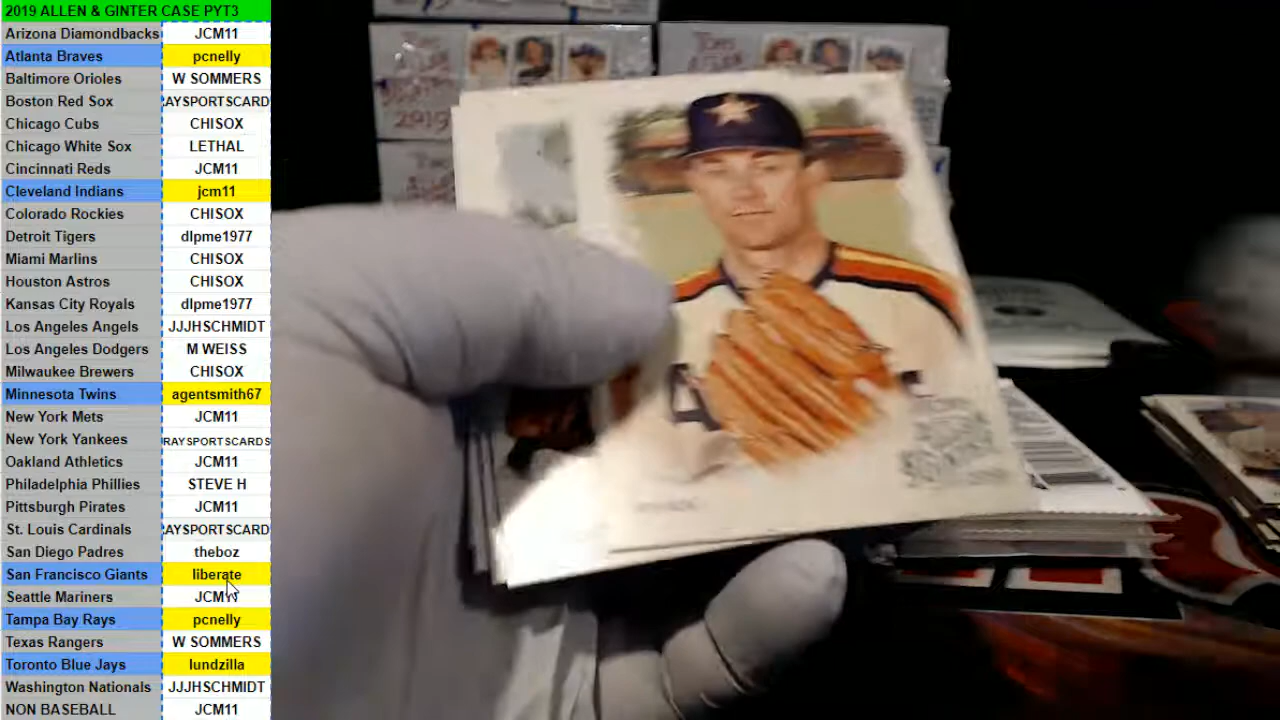 2019 ALLEN & GINTER CASE PYT3
Arizona Diamondbacks JCM11
Atlanta Braves pcnelly
Baltimore Orioles W SOMMERS
Boston Red Sox AYSPORTSCARD
Chicago Cubs CHISOX
Chicago White Sox LETHAL
Cincinnati Reds JCM11
Cleveland Indians jcm11
Colorado Rockies CHISOX
Detroit Tigers dlpme1977
Miami Marlins CHISOX
Houston Astros CHISOX
Kansas City Royals dlpme1977
Los Angeles Angels JJJHSCHMIDT
Los Angeles Dodgers M WEISS
Milwaukee Brewers CHISOX
Minnesota Twins agentsmith67
New York Mets JCM11
New York Yankees RAYSPORTSCARDS
Oakland Athletics JCM11
Philadelphia Phillies STEVE H
Pittsburgh Pirates JCM11
St. Louis Cardinals AYSPORTSCARD
San Diego Padres theboz
San Francisco Giants liberate
Seattle Mariners JCM11
Tampa Bay Rays pcnelly
Texas Rangers W SOMMERS
Toronto Blue Jays lundzilla
Washington Nationals JJJHSCHMIDT
NON BASEBALL JCM11
2019